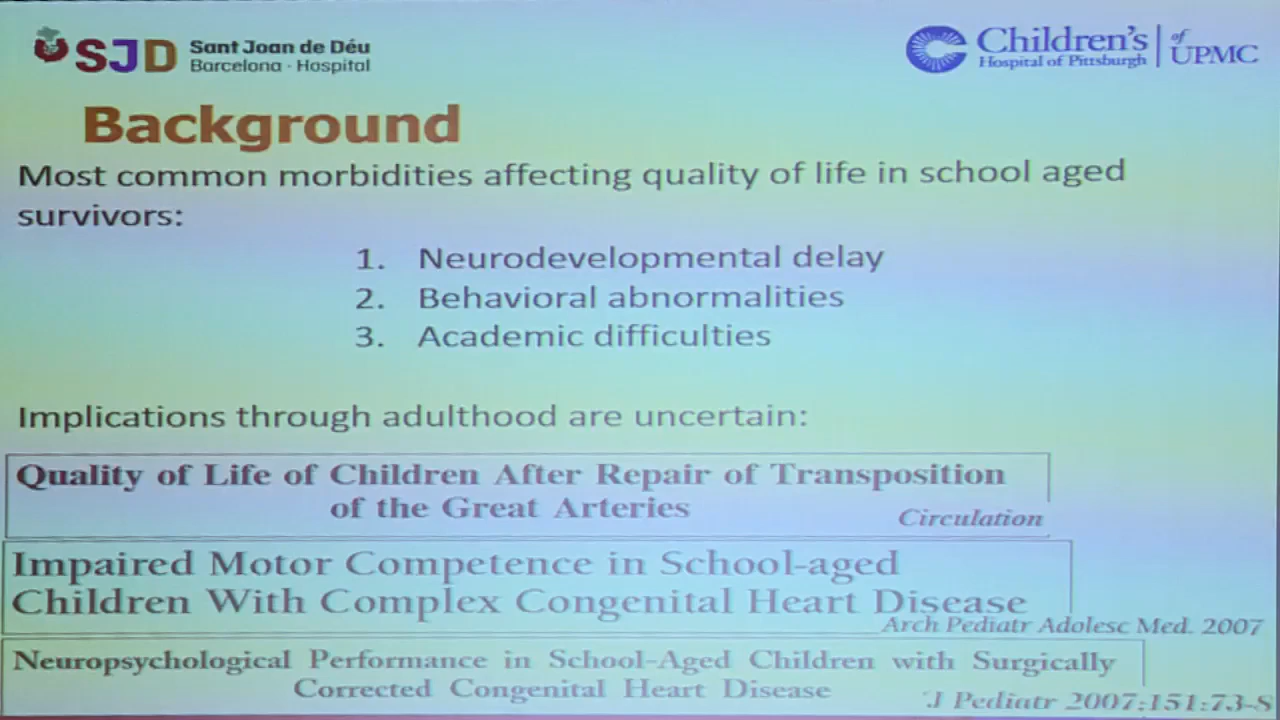 SJD Sant Joan de Déu
Barcelona · Hospital
Children's
Hospital of Pittsburgh
of
UPMC
Background
Most common morbidities affecting quality of life in school aged
survivors:
1. Neurodevelopmental delay
2. Behavioral abnormalities
3. Academic difficulties
Implications through adulthood are uncertain:
Quality of Life of Children After Repair of Transposition
of the Great Arteries
Circulation
Impaired Motor Competence in School-aged
Children With Complex Congenital Heart Disease
Arch Pediatr Adolesc Med. 2007
Neuropsychological Performance in School-Aged Children with Surgically
Corrected Congenital Heart Disease
J Pediatr 2007;151:73-8